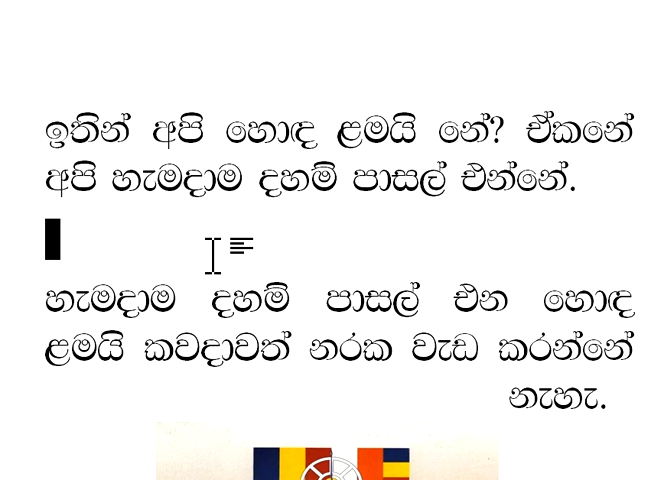 ඉතින් අපි හොඳ ළමයි නේ? ඒකනේ
අපි හැමදාම දහම් පාසල් එන්නේ.
හැමදාම දහම් පාසල් එන හොඳ
ළමයි කවදාවත් නරක වැඩ කරන්නේ
නැහැ.